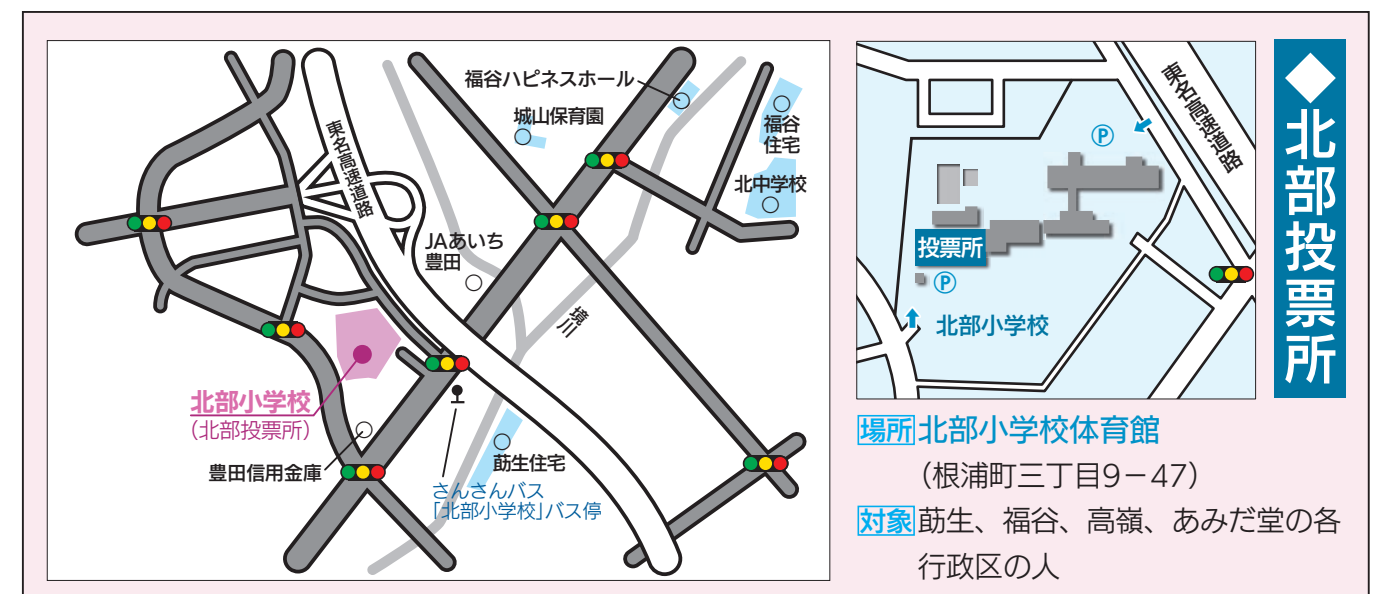 ◆北部投票所
福谷ハピネスホール
城山保育園
福谷
住宅
北中学校
東名高速道路
JAあいち
豊田
境川
北部小学校
（北部投票所）
豊田信用金庫
莇生住宅
さんさんバス
「北部小学校」バス停
東名高速道路
P
投票所
P
北部小学校
場所 北部小学校体育館
（根浦町三丁目9－47）
対象 莇生、福谷、高嶺、あみだ堂の各
行政区の人